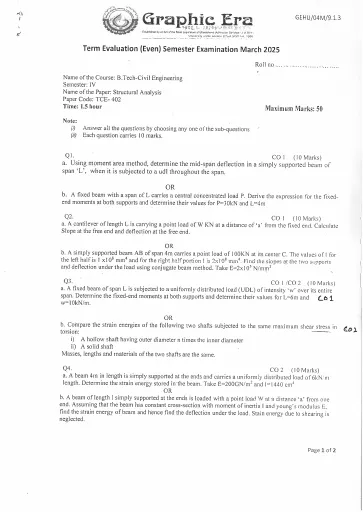 GEHU/04M/9.1.3
Graphic Era
Term Evaluation (Even) Semester Examination March 2025
Roll no
Name of the Course: B.Tech-Civil Engineering
Semester: IV
Name of the Paper: Structural Analysis
Paper Code: TCE- 402
Time: 1.5 hour Maximum Marks: 50
Note:
(i) Answer all the questions by choosing any one of the sub-questions
(ii) Each question carries 10 marks.
Q1. CO 1 (10 Marks)
a. Using moment area method, determine the mid-span deflection in a simply supported beam of
span 'L', when it is subjected to a udl throughout the span.
OR
b. A fixed beam with a span of L carries a central concentrated load P. Derive the expression for the fixed-
end moments at both supports and determine their values for P=10kN and L=4m
Q2. CO 1 (10 Marks)
a. A cantilever of length L is carrying a point load of W KN at a distance of 'a' from the fixed end. Calculate
Slope at the free end and deflection at the free end.
OR
b. A simply supported beam AB of span 4m carries a point load of 100KN at its center C. The values of I for
the left half is 1 x10⁸ mm⁴ and for the right half portion I is 2x10⁸ mm⁴. Find the slopes at the two supports
and deflection under the load using conjugate beam method. Take E=2x10⁵ N/mm²
Q3. CO 1 /CO 2 (10 Marks)
a. A fixed beam of span L is subjected to a uniformly distributed load (UDL) of intensity 'w' over its entire
span. Determine the fixed-end moments at both supports and determine their values for L=6m and CO1
w=10kN/m.
OR
b. Compare the strain energies of the following two shafts subjected to the same maximum shear stress in CO2
torsion:
i) A hollow shaft having outer diameter n times the inner diameter
ii) A solid shaft
Masses, lengths and materials of the two shafts are the same.
Q4. CO 2 (10 Marks)
a. A beam 4m in length is simply supported at the ends and carries a uniformly distributed load of 6kN/m
length. Determine the strain energy stored in the beam. Take E=200GN/m² and I=1440 cm⁴
OR
b. A beam of length l simply supported at the ends is loaded with a point load W at a distance 'a' from one
end. Assuming that the beam has constant cross-section with moment of inertia I and young's modulus E,
find the strain energy of beam and hence find the deflection under the load. Stain energy due to shearing is
neglected.
Page 1 of 2